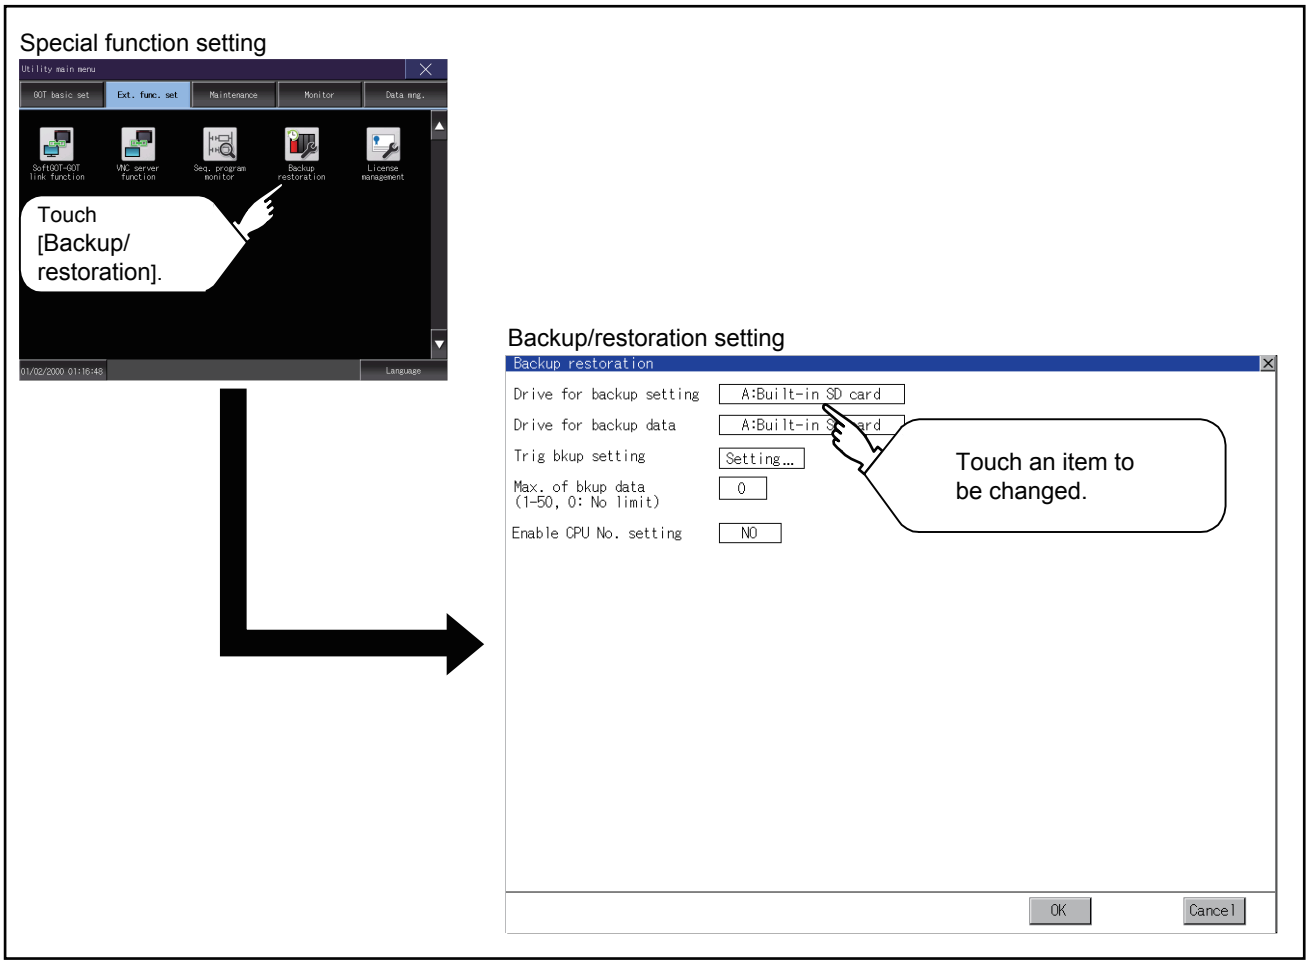 Special function setting
Utility main menu
GOT basic set
Ext. func. set
Maintenance
Monitor
Data mng.
SoftGOT-GOT
link function
VNC server
function
Seq. program
monitor
Backup
restoration
License
management
Touch
[Backup/
restoration].
01/02/2000 01:16:48
Language
Backup/restoration setting
Backup restoration
Drive for backup setting A:Built-in SD card
Drive for backup data A:Built-in SD card
Trig bkup setting Setting...
Max. of bkup data 0
(1-50, 0: No limit)
Enable CPU No. setting NO
Touch an item to
be changed.
OK
Cancel